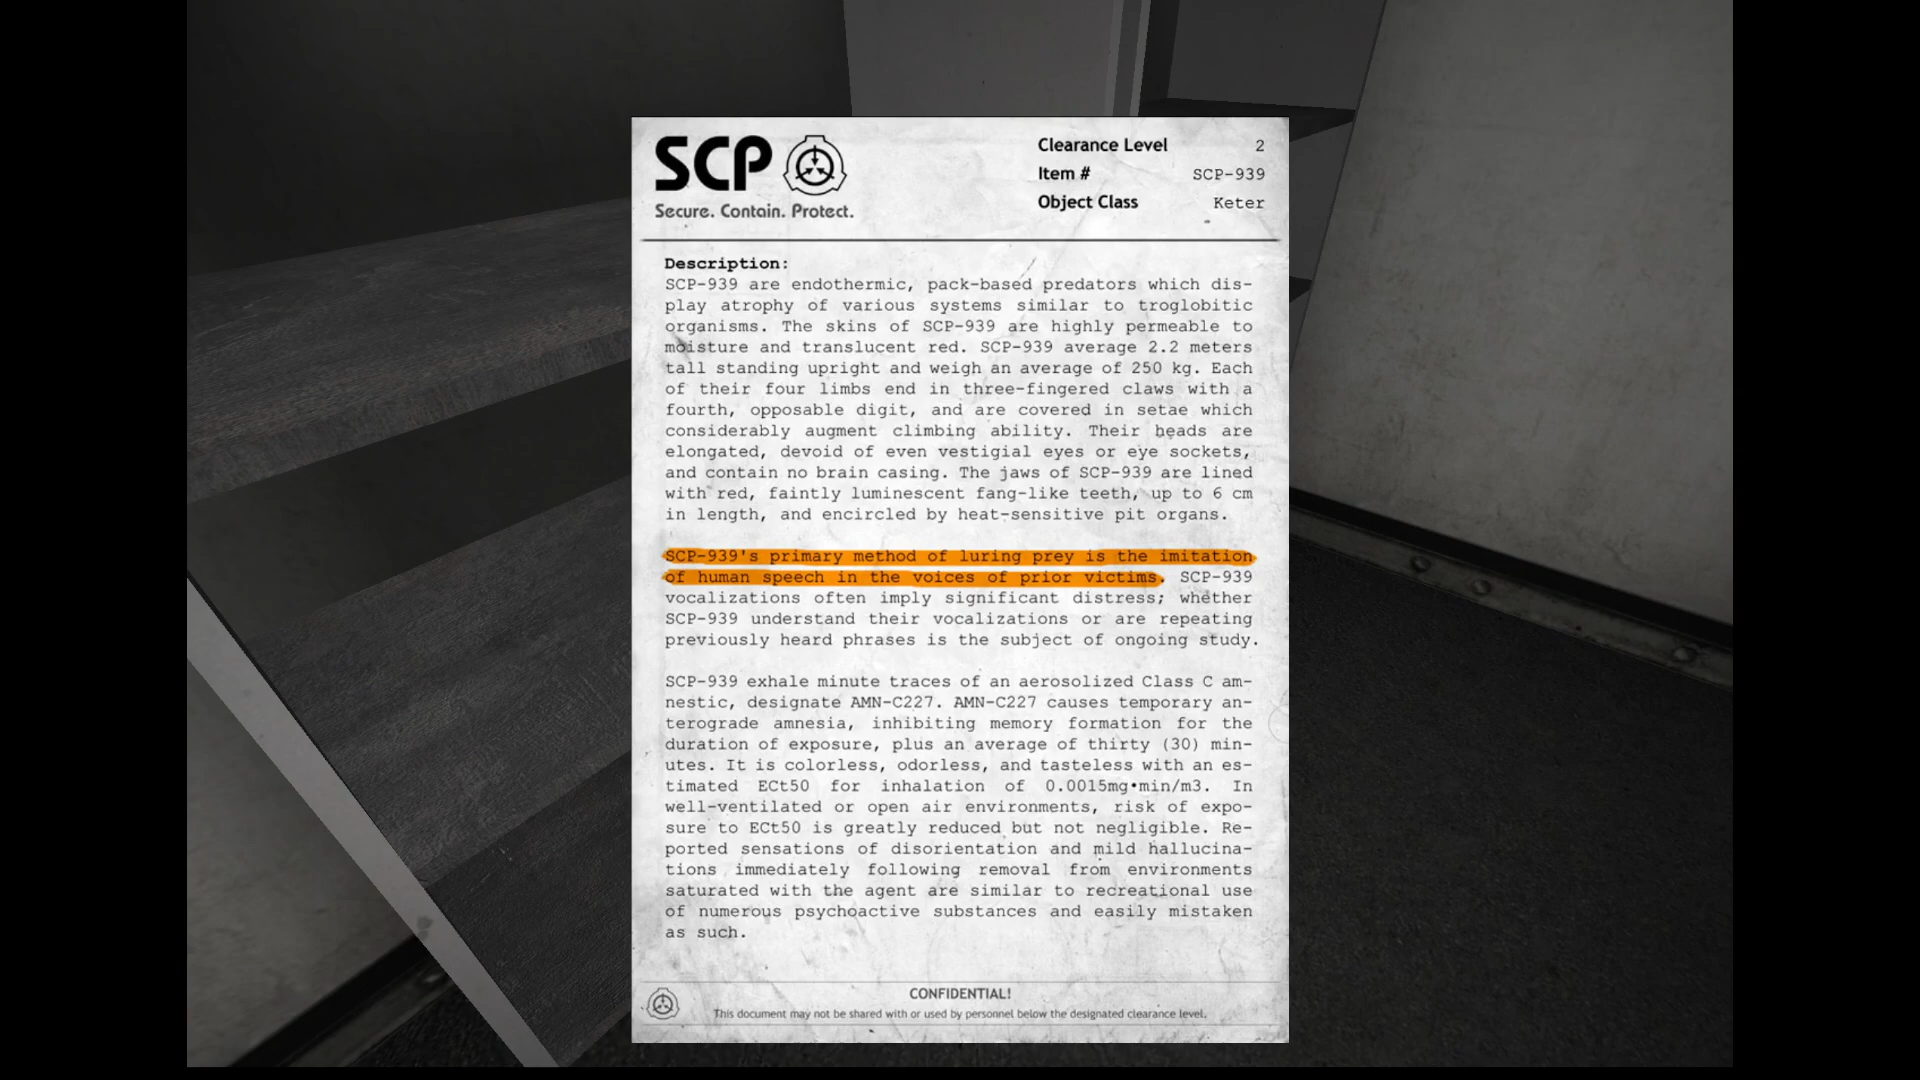 SCP
Secure. Contain. Protect.
Clearance Level 2
Item # SCP-939
Object Class Keter
Description:
SCP-939 are endothermic, pack-based predators which dis-
play atrophy of various systems similar to troglobitic
organisms. The skins of SCP-939 are highly permeable to
moisture and translucent red. SCP-939 average 2.2 meters
tall standing upright and weigh an average of 250 kg. Each
of their four limbs end in three-fingered claws with a
fourth, opposable digit, and are covered in setae which
considerably augment climbing ability. Their heads are
elongated, devoid of even vestigial eyes or eye sockets,
and contain no brain casing. The jaws of SCP-939 are lined
with red, faintly luminescent fang-like teeth, up to 6 cm
in length, and encircled by heat-sensitive pit organs.
SCP-939's primary method of luring prey is the imitation
of human speech in the voices of prior victims. SCP-939
vocalizations often imply significant distress; whether
SCP-939 understand their vocalizations or are repeating
previously heard phrases is the subject of ongoing study.
SCP-939 exhale minute traces of an aerosolized Class C am-
nestic, designate AMN-C227. AMN-C227 causes temporary an-
terograde amnesia, inhibiting memory formation for the
duration of exposure, plus an average of thirty (30) min-
utes. It is colorless, odorless, and tasteless with an es-
timated ECt50 for inhalation of 0.0015mg•min/m3. In
well-ventilated or open air environments, risk of expo-
sure to ECt50 is greatly reduced but not negligible. Re-
ported sensations of disorientation and mild hallucina-
tions immediately following removal from environments
saturated with the agent are similar to recreational use
of numerous psychoactive substances and easily mistaken
as such.
CONFIDENTIAL!
This document may not be shared with or used by personnel below the designated clearance level.